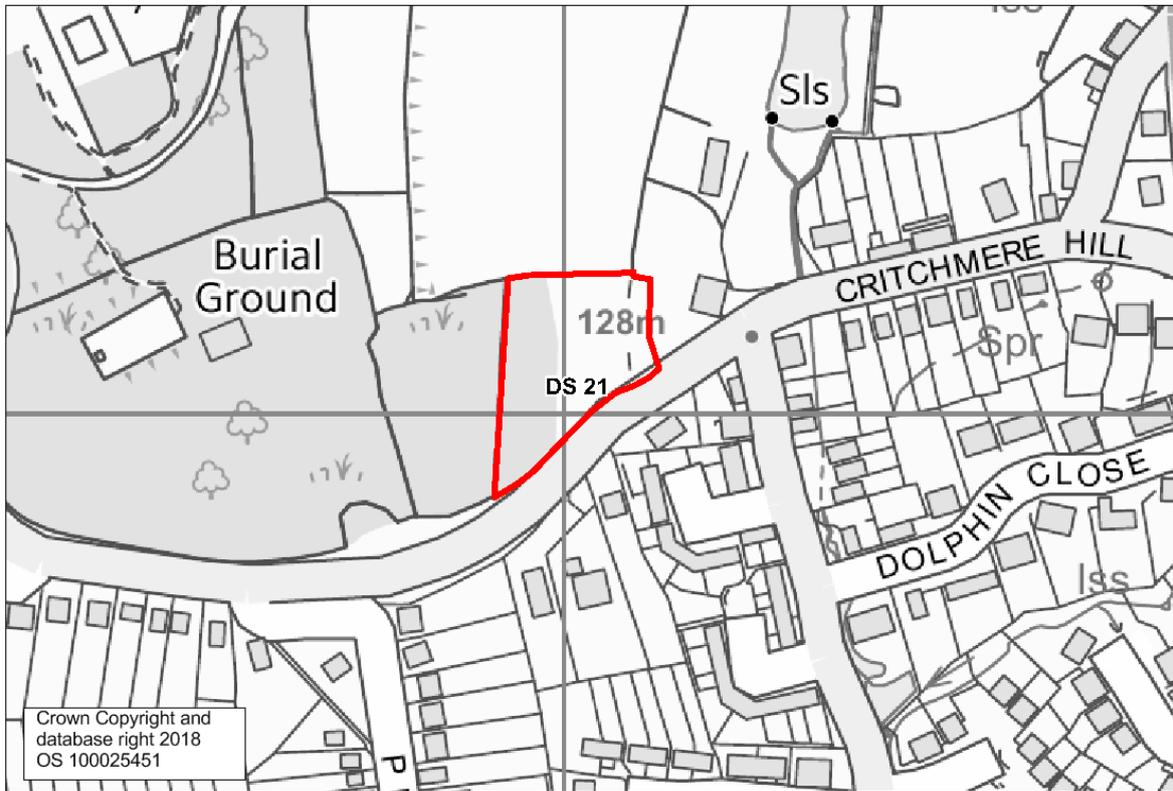 Sls
Burial
Ground
CRITCHMERE HILL
128m
Spr
DS 21
DOLPHIN CLOSE
Iss
Crown Copyright and
database right 2018
OS 100025451
P